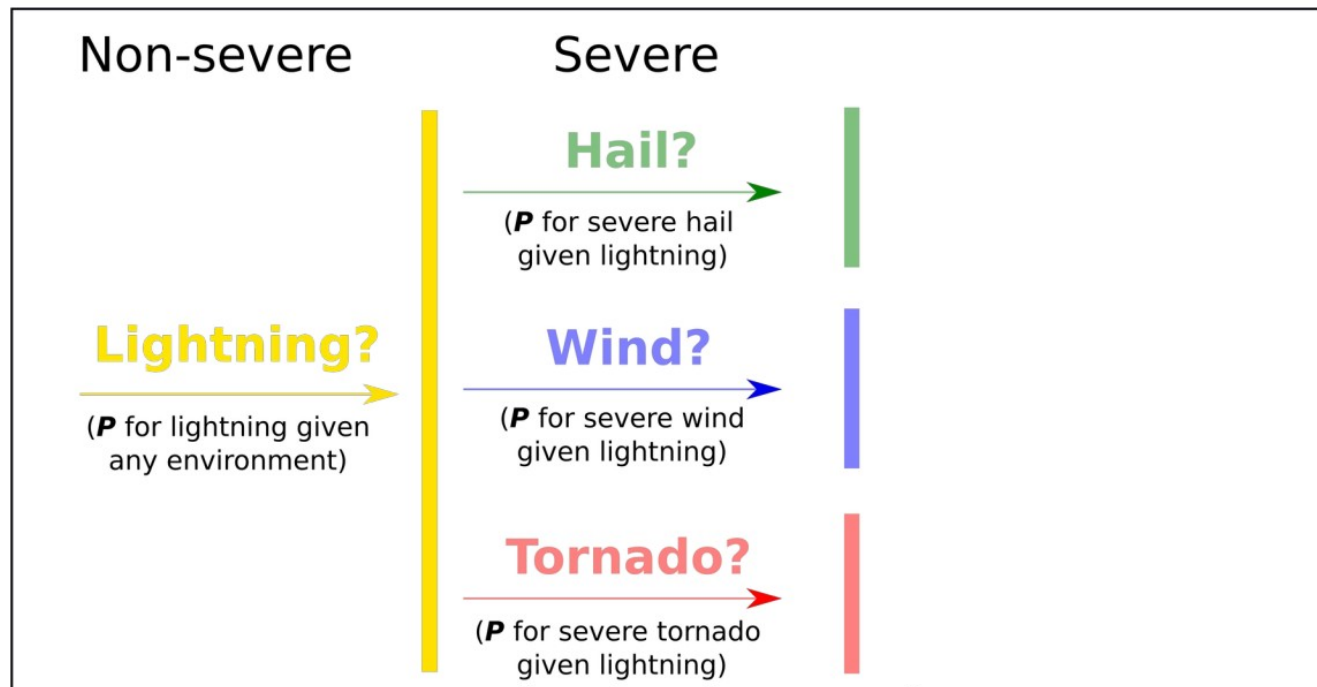 Non-severe
Severe
Lightning?
(P for lightning given
any environment)
Hail?
(P for severe hail
given lightning)
Wind?
(P for severe wind
given lightning)
Tornado?
(P for severe tornado
given lightning)